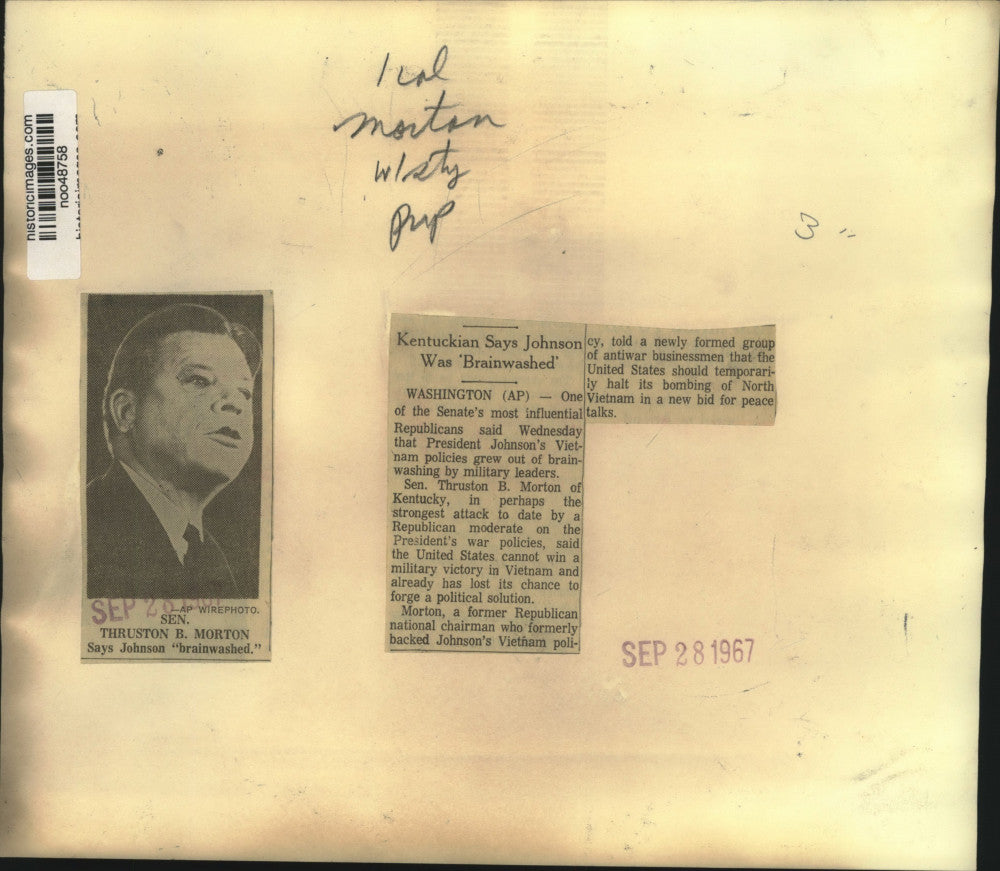 1 col
Morton
w/sty
historicimages.com
noo48758
3"
Kentuckian Says Johnson
Was 'Brainwashed'
WASHINGTON (AP) — One
of the Senate's most influential
Republicans said Wednesday
that President Johnson's Viet-
nam policies grew out of brain-
washing by military leaders.
Sen. Thruston B. Morton of
Kentucky, in perhaps the
strongest attack to date by a
Republican moderate on the
President's war policies, said
the United States cannot win a
military victory in Vietnam and
already has lost its chance to
forge a political solution.
Morton, a former Republican
national chairman who formerly
backed Johnson's Vietnam poli-
cy, told a newly formed group
of antiwar businessmen that the
United States should temporari-
ly halt its bombing of North
Vietnam in a new bid for peace
talks.
SEP 28 1967
—AP WIREPHOTO.
SEN.
THRUSTON B. MORTON
Says Johnson "brainwashed."
SEP 28 1967